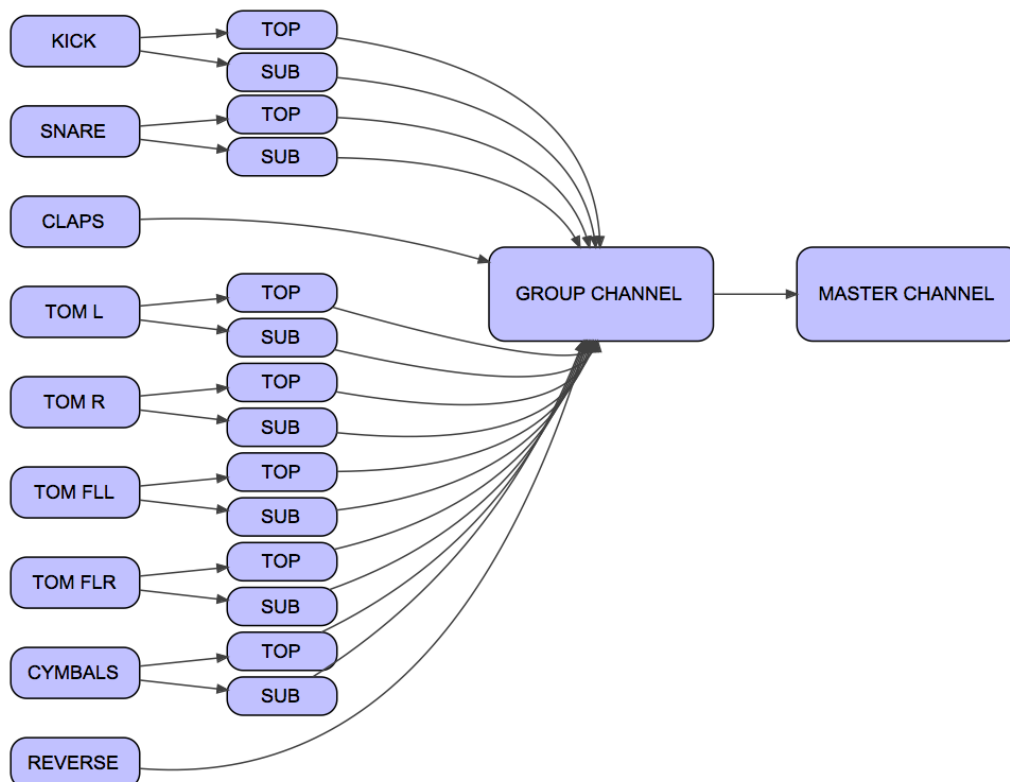 KICK
TOP
SUB
SNARE
TOP
SUB
CLAPS
GROUP CHANNEL
MASTER CHANNEL
TOM L
TOP
SUB
TOM R
TOP
SUB
TOM FLL
TOP
SUB
TOM FLR
TOP
SUB
CYMBALS
TOP
SUB
REVERSE